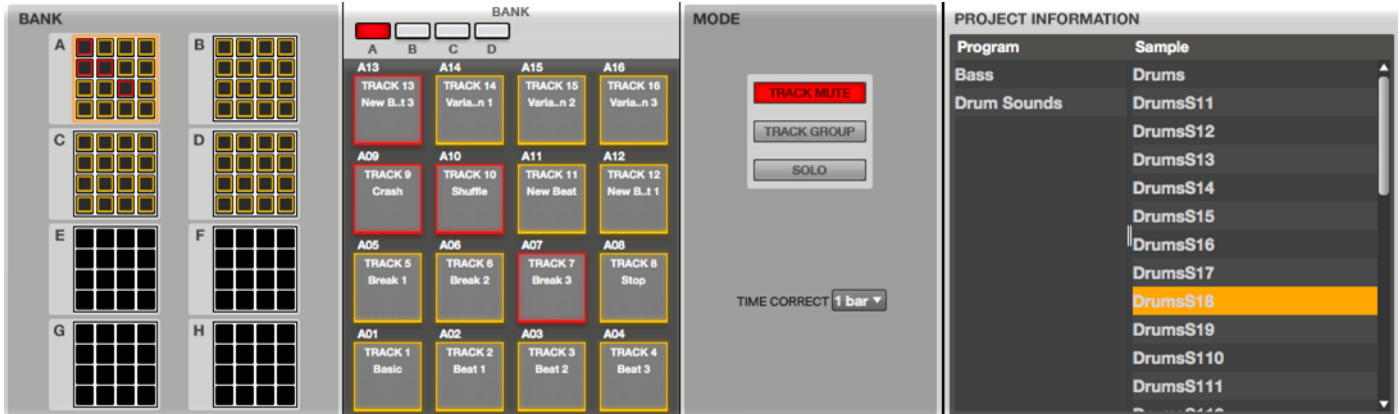 BANK
A
B
C
D
E
F
G
H
BANK
A B C D
A13 A14 A15 A16
TRACK 13 TRACK 14 TRACK 15 TRACK 16
New B..t 3 Varia..n 1 Varia..n 2 Varia..n 3
A09 A10 A11 A12
TRACK 9 TRACK 10 TRACK 11 TRACK 12
Crash Shuffle New Beat New B..t 1
A05 A06 A07 A08
TRACK 5 TRACK 6 TRACK 7 TRACK 8
Break 1 Break 2 Break 3 Stop
A01 A02 A03 A04
TRACK 1 TRACK 2 TRACK 3 TRACK 4
Basic Beat 1 Beat 2 Beat 3
MODE
TRACK MUTE
TRACK GROUP
SOLO
TIME CORRECT 1 bar
PROJECT INFORMATION
Program Sample
Bass Drums
Drum Sounds DrumsS11
DrumsS12
DrumsS13
DrumsS14
DrumsS15
DrumsS16
DrumsS17
DrumsS18
DrumsS19
DrumsS110
DrumsS111